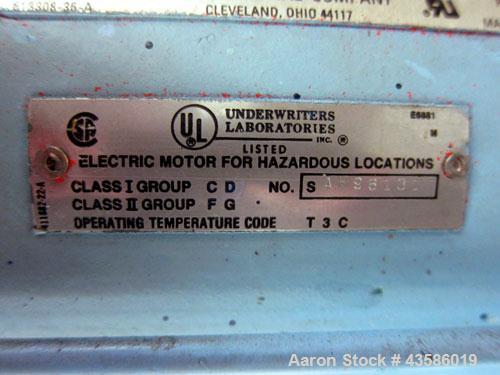 CLEVELAND, OHIO 44117
UL
UNDERWRITERS
LABORATORIES
INC. ®
LISTED
ELECTRIC MOTOR FOR HAZARDOUS LOCATIONS
CLASS I GROUP C D NO. S
CLASS II GROUP F G
OPERATING TEMPERATURE CODE T 3 C
Aaron Stock # 43586019